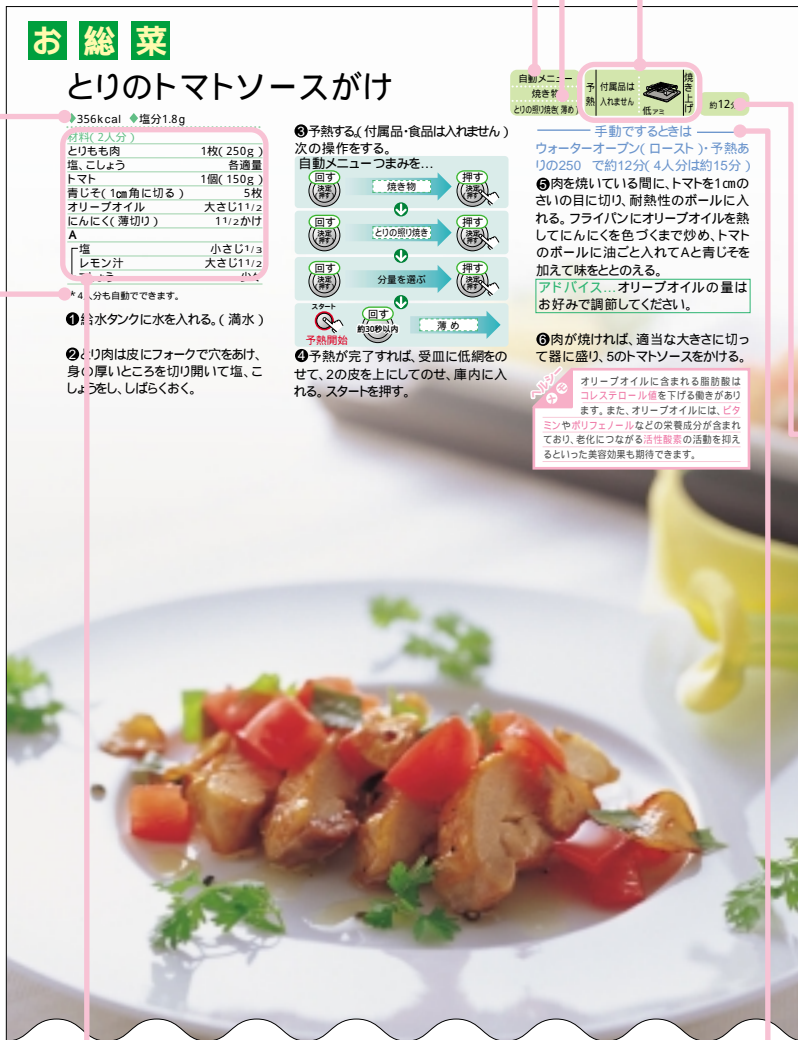 お総菜
とりのトマトソースがけ
◆356kcal ◆塩分1.8g
材料(2人分)
とりもも肉 1枚(250g)
塩、こしょう 各適量
トマト 1個(150g)
青じそ(1cm角に切る) 5枚
オリーブオイル 大さじ11/2
にんにく(薄切り) 11/2かけ
A
塩 小さじ1/3
レモン汁 大さじ11/2
*4人分も自動でできます。
❶給水タンクに水を入れる。(満水)
❷とり肉は皮にフォークで穴をあけ、
身の厚いところを切り開いて塩、こ
しょうをし、しばらくおく。
❸予熱する。(付属品・食品は入れません)
次の操作をする。
自動メニューつまみを…
回す 決定 押す 焼き物 押す 決定 押す
回す 決定 押す とりの照り焼き 押す 決定 押す
回す 決定 押す 分量を選ぶ 押す 決定 押す
スタート 予熱開始 回す 約30秒以内 薄め
❹予熱が完了すれば、受皿に低網をの
せて、2の皮を上にしてのせ、庫内に入
れる。スタートを押す。
自動メニュー
焼き物
とりの照り焼き(薄め)
予熱 付属品は入れません 低アミ 焼き上げ
約12分
手動でするときは
ウォーターオーブン(ロースト)・予熱あ
りの250 で約12分(4人分は約15分)
❺肉を焼いている間に、トマトを1cmの
さいの目に切り、耐熱性のボールに入
れる。フライパンにオリーブオイルを熱
してにんにくを色づくまで炒め、トマト
のボールに油ごと入れてAと青じそを
加えて味をととのえる。
アドバイス…オリーブオイルの量は
お好みで調節してください。
❻肉が焼ければ、適当な大きさに切っ
て器に盛り、5のトマトソースをかける。
ヘルシーメモ
オリーブオイルに含まれる脂肪酸は
コレステロール値を下げる働きがあり
ます。また、オリーブオイルには、ビタ
ミンやポリフェノールなどの栄養成分が含まれ
ており、老化につながる活性酸素の活動を抑え
るといった美容効果も期待できます。